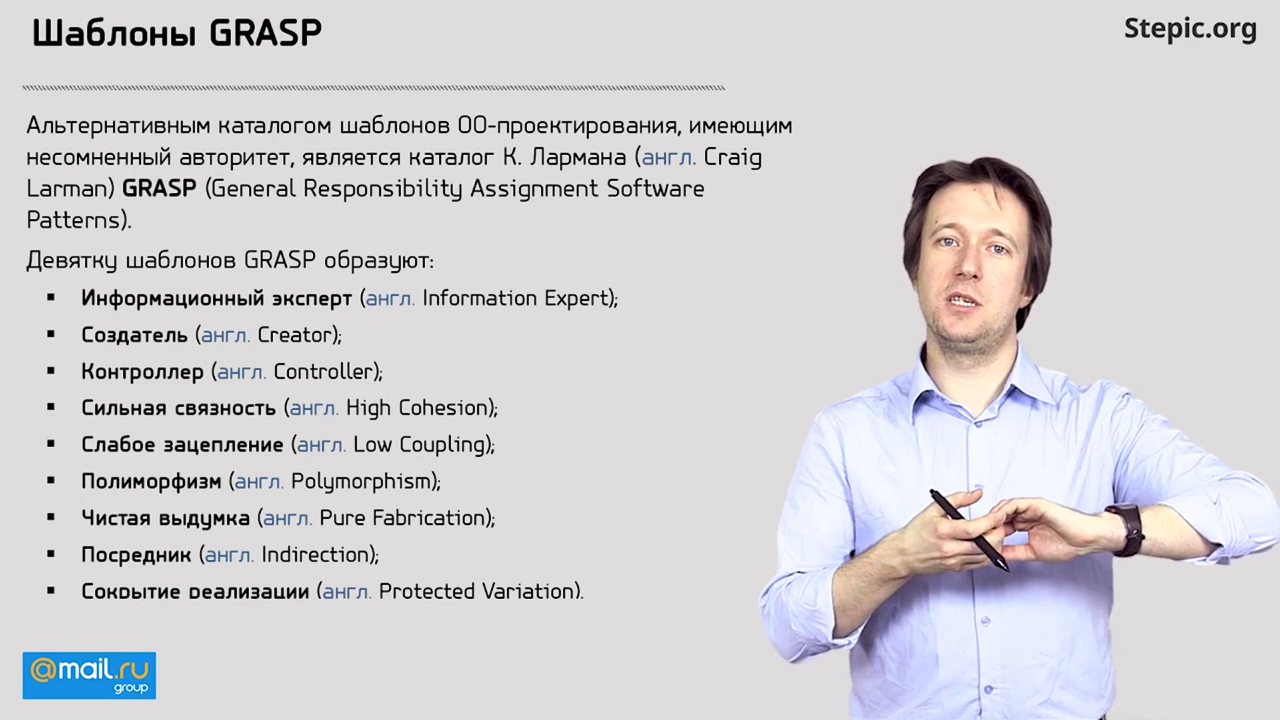 Шаблоны GRASP
Stepic.org
Альтернативным каталогом шаблонов ОО-проектирования, имеющим
несомненный авторитет, является каталог К. Лармана (англ. Craig
Larman) GRASP (General Responsibility Assignment Software
Patterns).
Девятку шаблонов GRASP образуют:
▪ Информационный эксперт (англ. Information Expert);
▪ Создатель (англ. Creator);
▪ Контроллер (англ. Controller);
▪ Сильная связность (англ. High Cohesion);
▪ Слабое зацепление (англ. Low Coupling);
▪ Полиморфизм (англ. Polymorphism);
▪ Чистая выдумка (англ. Pure Fabrication);
▪ Посредник (англ. Indirection);
▪ Сокрытие реализации (англ. Protected Variation).
@mail.ru
group